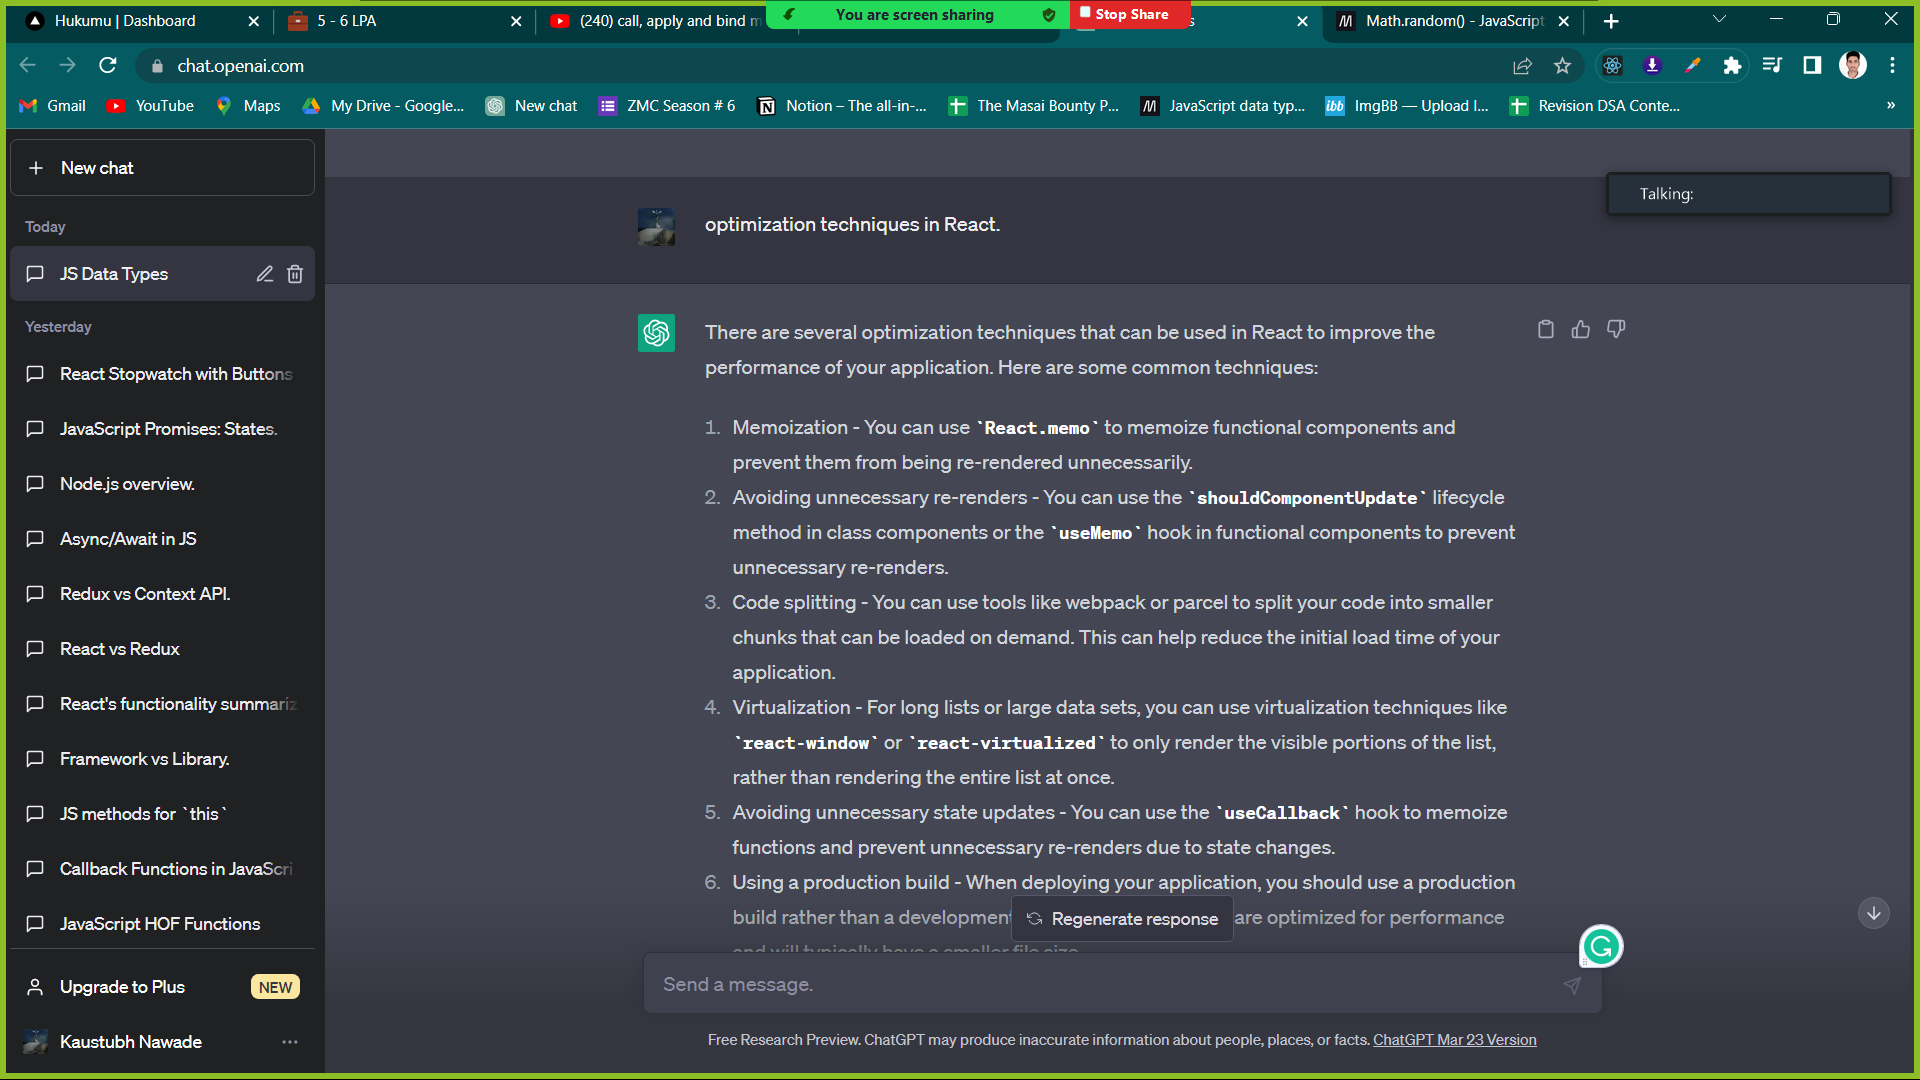 Hukumu | Dashboard
5 - 6 LPA
(240) call, apply and bind m
You are screen sharing
Stop Share
s
Math.random() - JavaScript
chat.openai.com
Gmail
YouTube
Maps
My Drive - Google...
New chat
ZMC Season # 6
Notion – The all-in-...
The Masai Bounty P...
JavaScript data typ...
ibb
ImgBB — Upload I...
Revision DSA Conte...
»
New chat
Talking:
Today
JS Data Types
Yesterday
React Stopwatch with Buttons
JavaScript Promises: States.
Node.js overview.
Async/Await in JS
Redux vs Context API.
React vs Redux
React's functionality summariz
Framework vs Library.
JS methods for `this`
Callback Functions in JavaScri
JavaScript HOF Functions
Upgrade to Plus
NEW
Kaustubh Nawade
optimization techniques in React.
There are several optimization techniques that can be used in React to improve the
performance of your application. Here are some common techniques:
1. Memoization - You can use `React.memo` to memoize functional components and
prevent them from being re-rendered unnecessarily.
2. Avoiding unnecessary re-renders - You can use the `shouldComponentUpdate` lifecycle
method in class components or the `useMemo` hook in functional components to prevent
unnecessary re-renders.
3. Code splitting - You can use tools like webpack or parcel to split your code into smaller
chunks that can be loaded on demand. This can help reduce the initial load time of your
application.
4. Virtualization - For long lists or large data sets, you can use virtualization techniques like
`react-window` or `react-virtualized` to only render the visible portions of the list,
rather than rendering the entire list at once.
5. Avoiding unnecessary state updates - You can use the `useCallback` hook to memoize
functions and prevent unnecessary re-renders due to state changes.
6. Using a production build - When deploying your application, you should use a production
build rather than a development are optimized for performance
and will typically have a smaller file size.
Regenerate response
Send a message.
Free Research Preview. ChatGPT may produce inaccurate information about people, places, or facts. ChatGPT Mar 23 Version